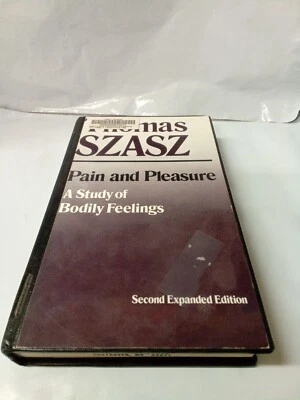 Thomas
SZASZ
Pain and Pleasure
A Study of
Bodily Feelings
Second Expanded Edition